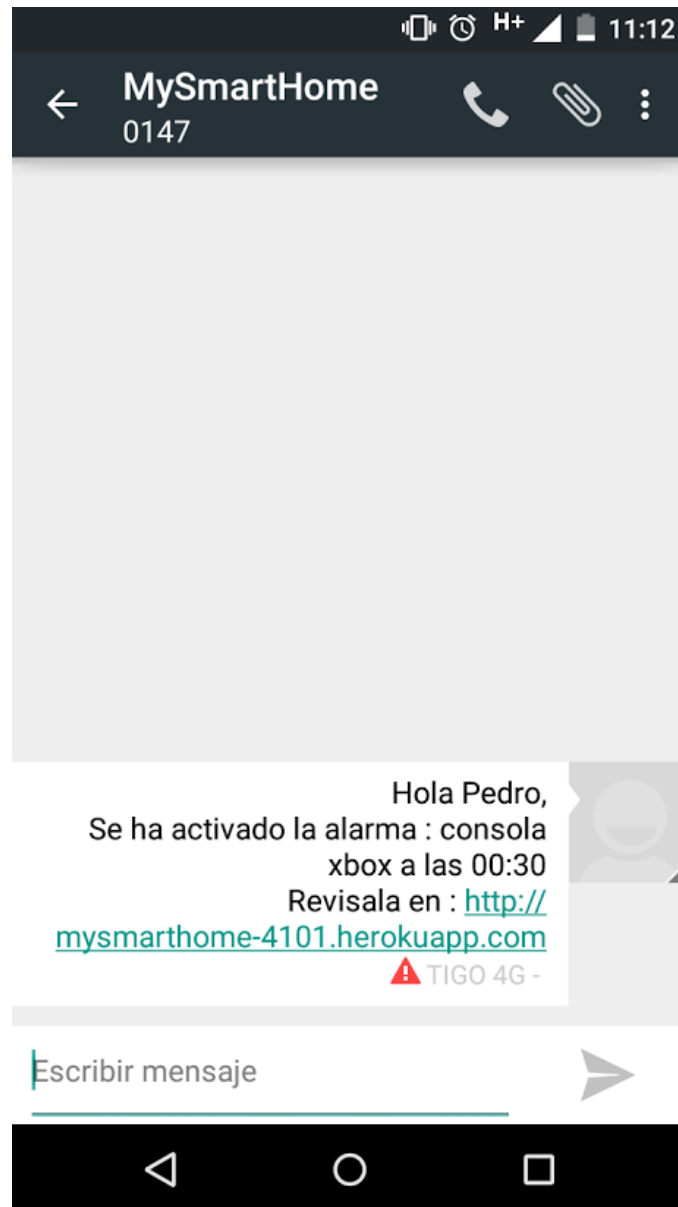 H+ 11:12
MySmartHome
0147
Hola Pedro,
Se ha activado la alarma : consola
xbox a las 00:30
Revisala en : http://
mysmarthome-4101.herokuapp.com
TIGO 4G -
Escribir mensaje